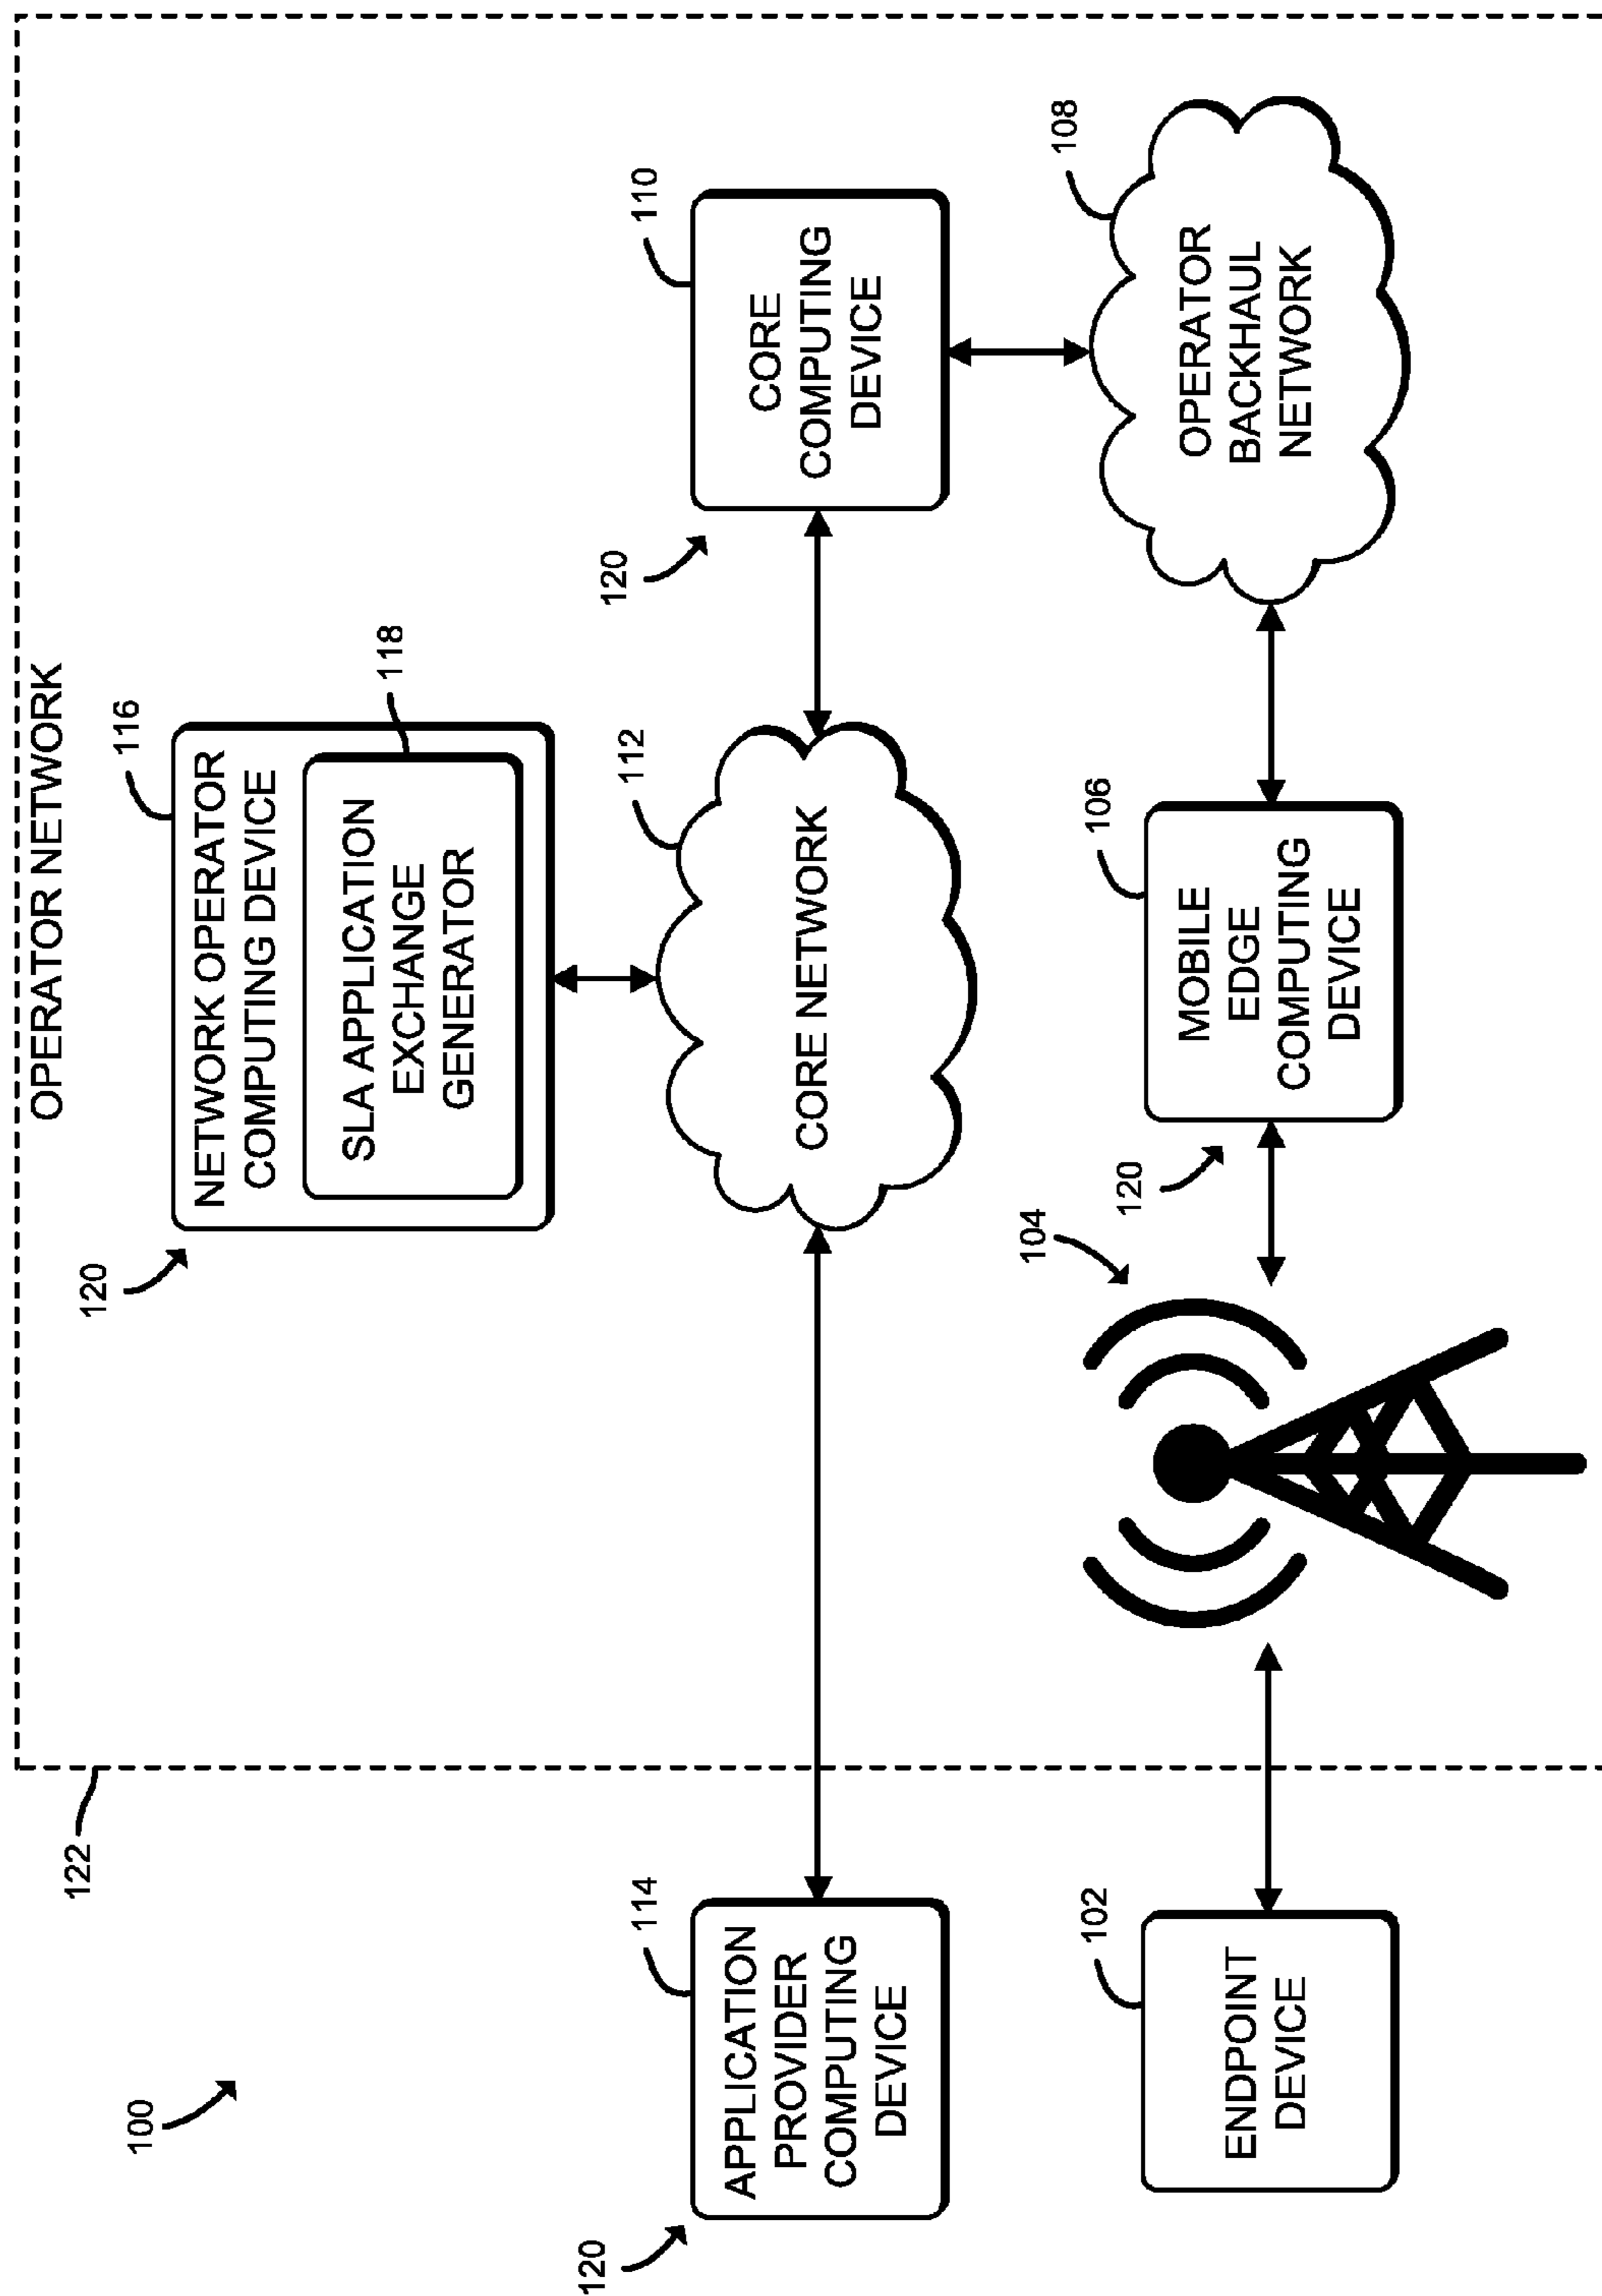 OPERATOR NETWORK
122
100
116
NETWORK OPERATOR
COMPUTING DEVICE
118
SLA APPLICATION
EXCHANGE
GENERATOR
120
114
APPLICATION
PROVIDER
COMPUTING
DEVICE
120
112
CORE NETWORK
110
CORE
COMPUTING
DEVICE
120
102
ENDPOINT
DEVICE
104
106
MOBILE
EDGE
COMPUTING
DEVICE
120
108
OPERATOR
BACKHAUL
NETWORK